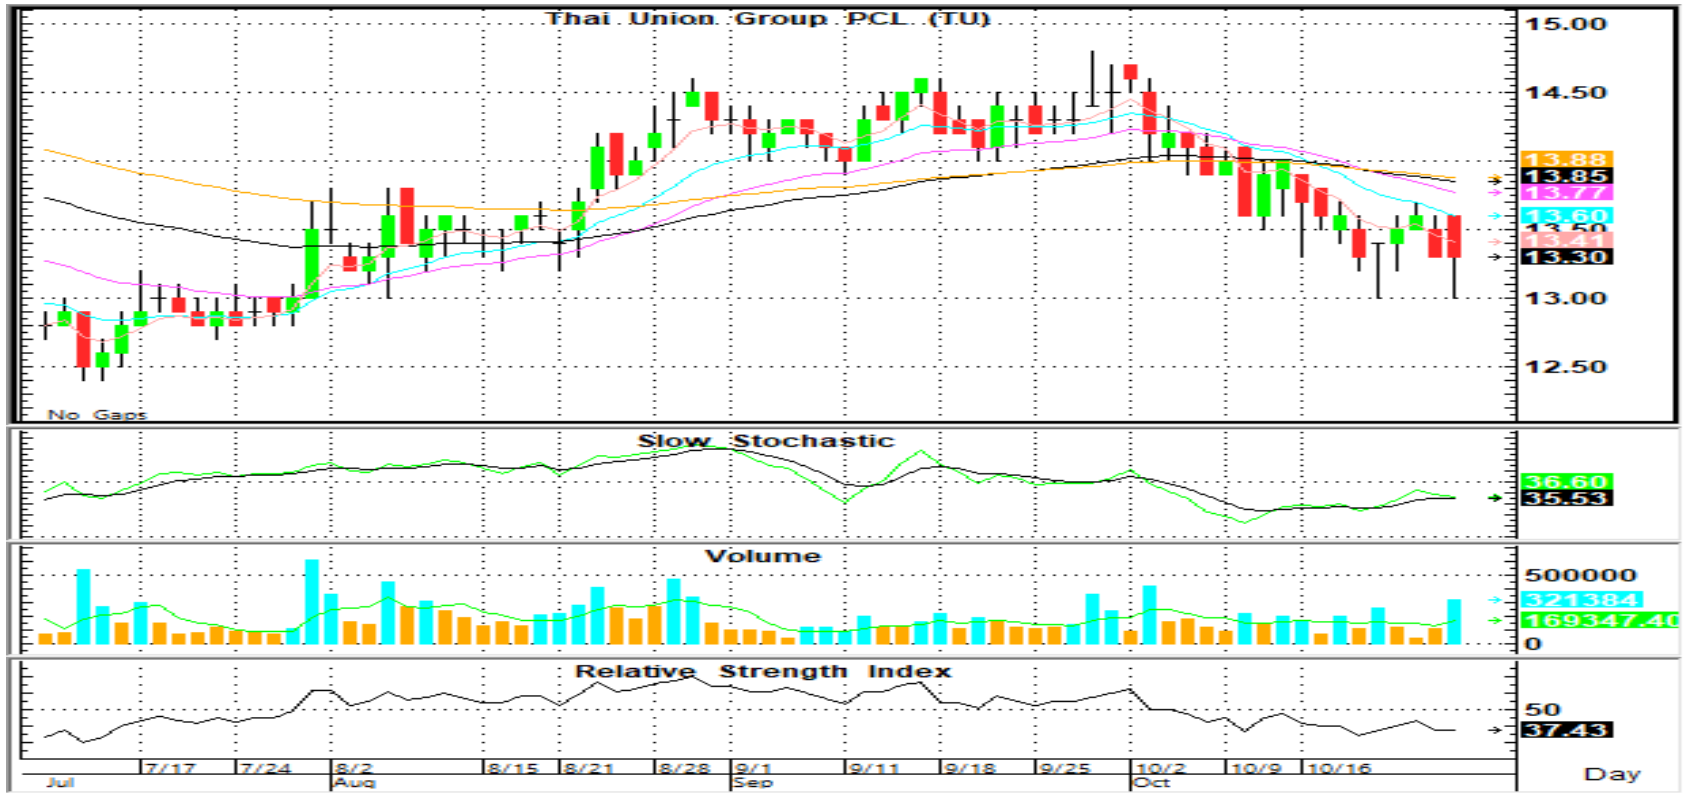 Thai Union Group PCL (TU)
15.00
14.50
13.88
13.85
13.77
13.60
13.50
13.41
13.30
13.00
12.50
No Gaps
Slow Stochastic
36.60
35.53
Volume
500000
321384
169347.40
0
Relative Strength Index
50
37.43
7/17 7/24 8/2 8/15 8/21 8/28 9/1 9/11 9/18 9/25 10/2 10/9 10/16
Jul Aug Sep Oct Day